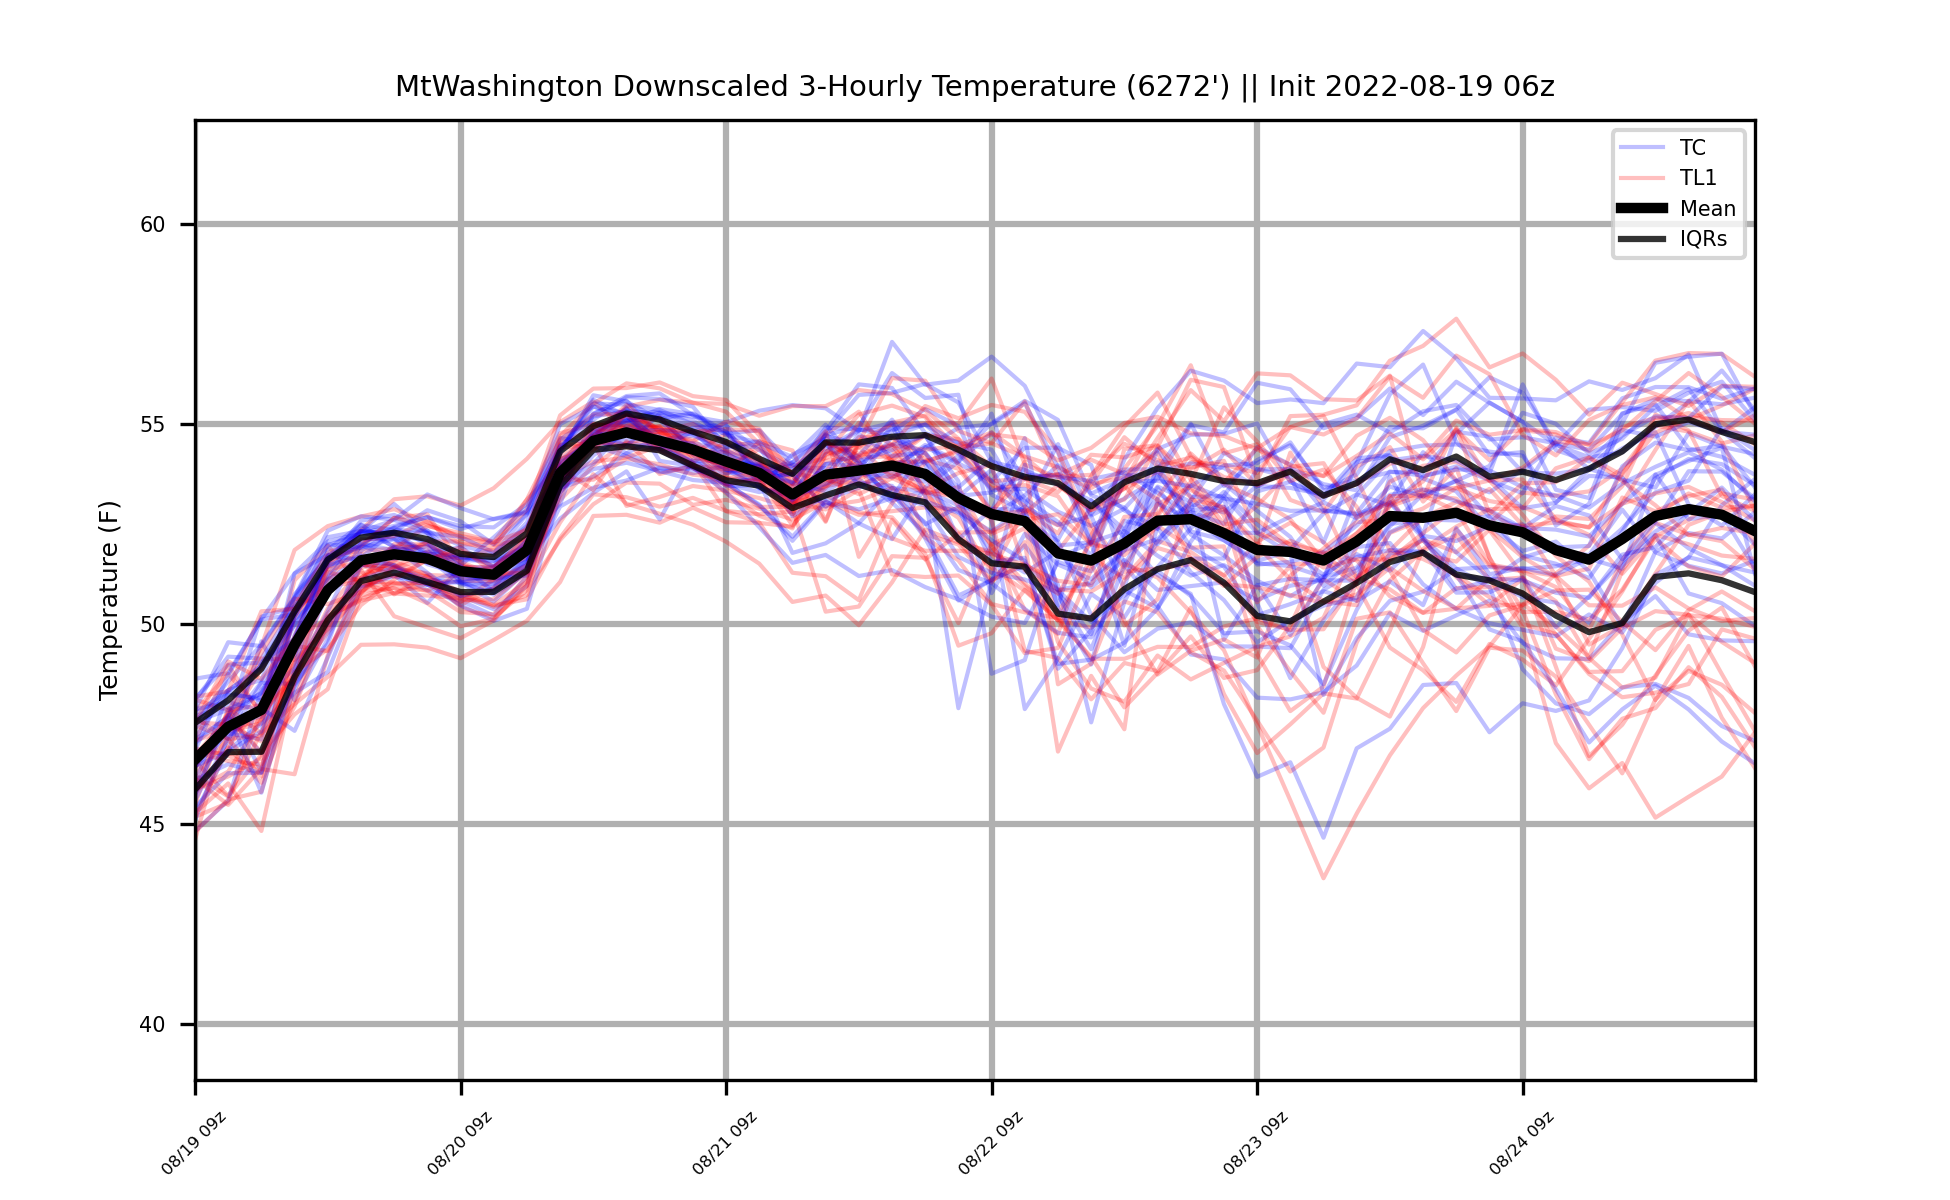 MtWashington Downscaled 3-Hourly Temperature (6272') || Init 2022-08-19 06z
TC
TL1
Mean
IQRs
Temperature (F)
60
55
50
45
40
08/19 09z
08/20 09z
08/21 09z
08/22 09z
08/23 09z
08/24 09z